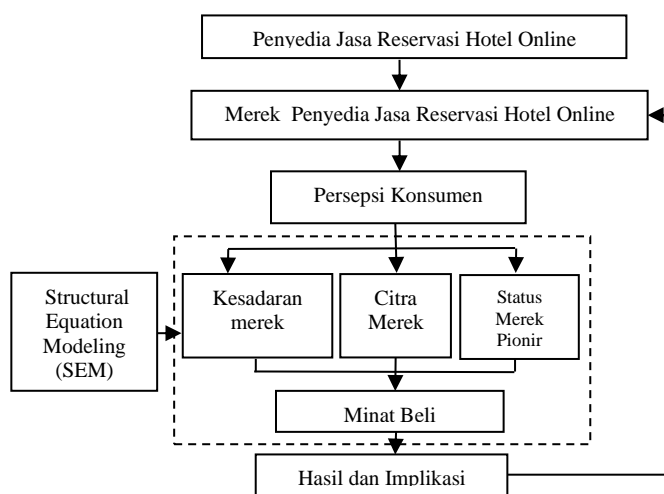 Penyedia Jasa Reservasi Hotel Online
Merek Penyedia Jasa Reservasi Hotel Online
Persepsi Konsumen
Structural
Equation
Modeling
(SEM)
Kesadaran
merek
Citra
Merek
Status
Merek
Pionir
Minat Beli
Hasil dan Implikasi